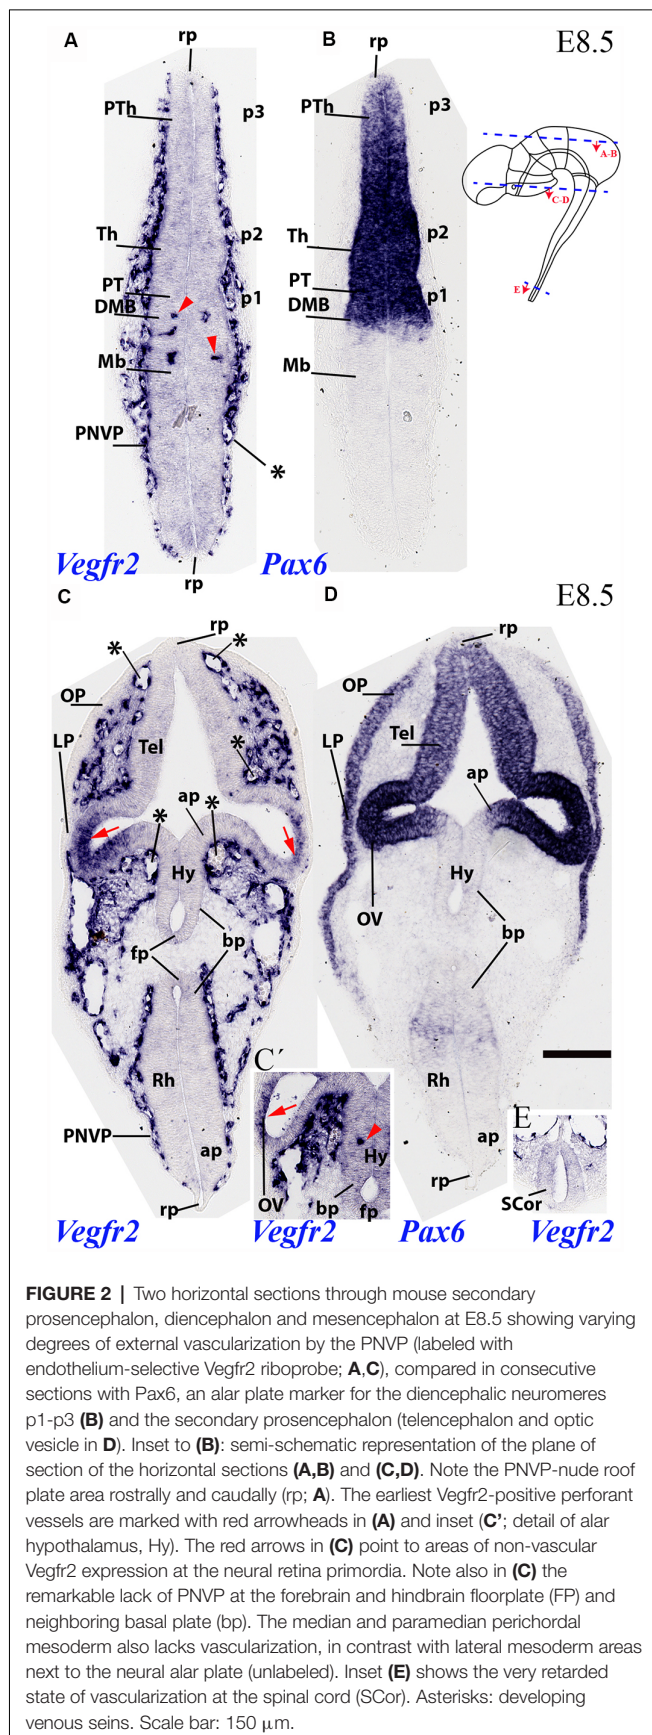 A
rp
B
rp
E8.5
PTh
p3
PTh
p3
A-B
Th
p2
Th
p2
C-D
PT
p1
PT
p1
E
DMB
DMB
Mb
Mb
PNVP
*
Vegfr2
rp
Pax6
C
rp
D
rp
E8.5
*
*
OP
OP
LP
Tel
*
LP
Tel
ap
*
ap
Hy
Hy
OV
fp
bp
bp
Rh
C´
Rh
PNVP
ap
Hy
ap
E
rp
OV
bp
fp
rp
SCor
Vegfr2
Vegfr2
Pax6
Vegfr2
FIGURE 2 | Two horizontal sections through mouse secondary
prosencephalon, diencephalon and mesencephalon at E8.5 showing varying
degrees of external vascularization by the PNVP (labeled with
endothelium-selective Vegfr2 riboprobe; A,C), compared in consecutive
sections with Pax6, an alar plate marker for the diencephalic neuromeres
p1-p3 (B) and the secondary prosencephalon (telencephalon and optic
vesicle in D). Inset to (B): semi-schematic representation of the plane of
section of the horizontal sections (A,B) and (C,D). Note the PNVP-nude roof
plate area rostrally and caudally (rp; A). The earliest Vegfr2-positive perforant
vessels are marked with red arrowheads in (A) and inset (C’; detail of alar
hypothalamus, Hy). The red arrows in (C) point to areas of non-vascular
Vegfr2 expression at the neural retina primordia. Note also in (C) the
remarkable lack of PNVP at the forebrain and hindbrain floorplate (FP) and
neighboring basal plate (bp). The median and paramedian perichordal
mesoderm also lacks vascularization, in contrast with lateral mesoderm areas
next to the neural alar plate (unlabeled). Inset (E) shows the very retarded
state of vascularization at the spinal cord (SCor). Asterisks: developing
venous seins. Scale bar: 150 μm.